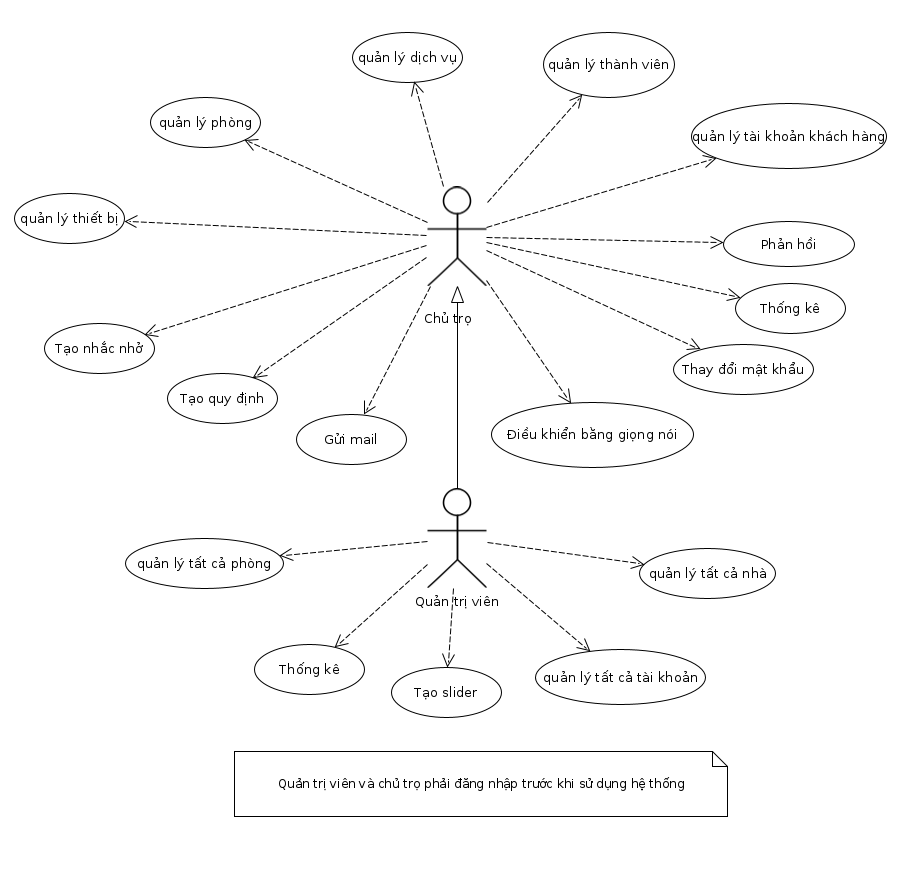 quản lý dịch vụ
quản lý thành viên
quản lý phòng
quản lý tài khoản khách hàng
quản lý thiết bị
Phản hồi
Thống kê
Chủ trọ
Tạo nhắc nhở
Thay đổi mật khẩu
Tạo quy định
Gửi mail
Điều khiển bằng giọng nói
quản lý tất cả phòng
quản lý tất cả nhà
Quản trị viên
Thống kê
quản lý tất cả tài khoản
Tạo slider
Quản trị viên và chủ trọ phải đăng nhập trước khi sử dụng hệ thống